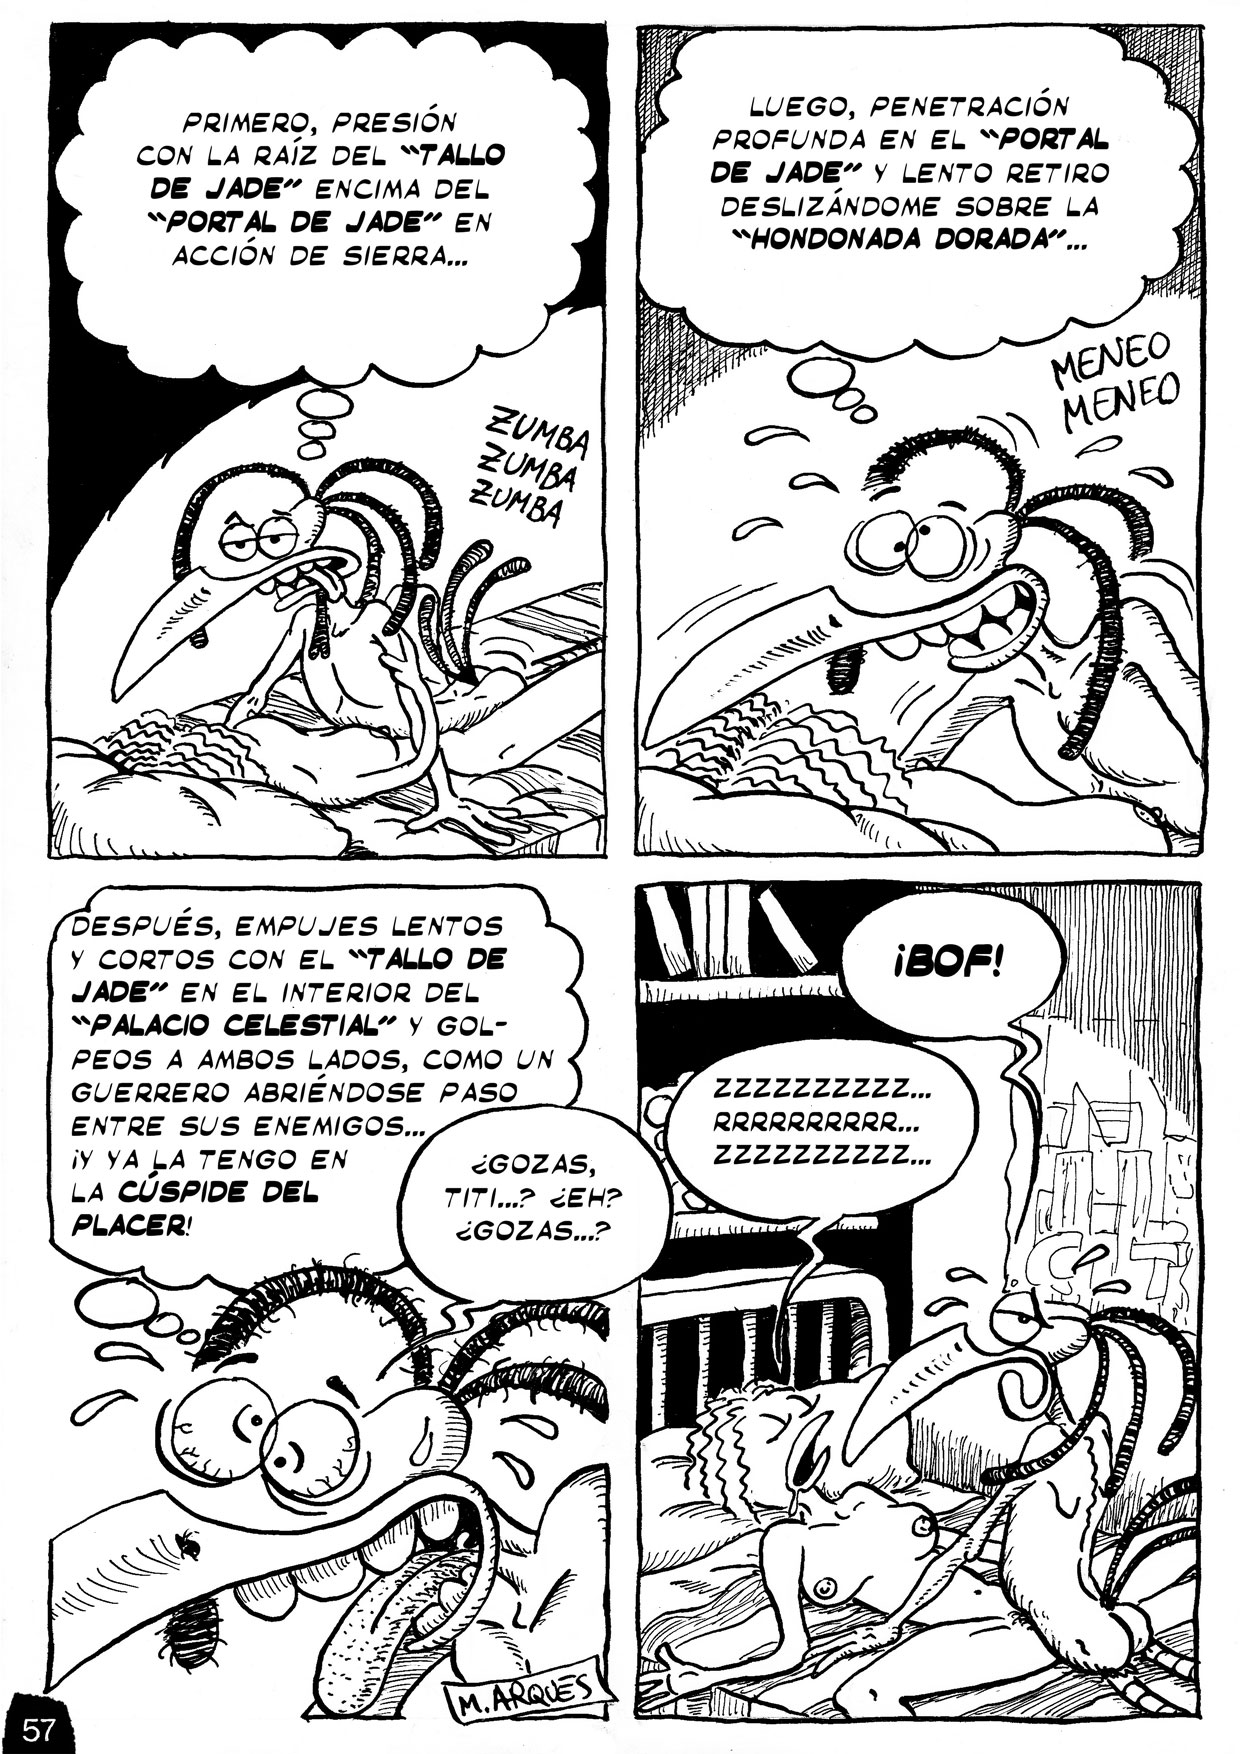 PRIMERO, PRESIÓN
CON LA RAÍZ DEL "TALLO
DE JADE" ENCIMA DEL
"PORTAL DE JADE" EN
ACCIÓN DE SIERRA...
ZUMBA
ZUMBA
ZUMBA
LUEGO, PENETRACIÓN
PROFUNDA EN EL "PORTAL
DE JADE" Y LENTO RETIRO
DESLIZÁNDOME SOBRE LA
"HONDONADA DORADA"...
MENEO
MENEO
DESPUÉS, EMPUJES LENTOS
Y CORTOS CON EL "TALLO DE
JADE" EN EL INTERIOR DEL
"PALACIO CELESTIAL" Y GOL-
PEOS A AMBOS LADOS, COMO UN
GUERRERO ABRIÉNDOSE PASO
ENTRE SUS ENEMIGOS...
¡Y YA LA TENGO EN
LA CÚSPIDE DEL
PLACER!
¿GOZAS,
TITI...? ¿EH?
¿GOZAS...?
M. ARQUES
¡BOF!
ZZZZZZZZZZ...
RRRRRRRRRR...
ZZZZZZZZZZ...
57